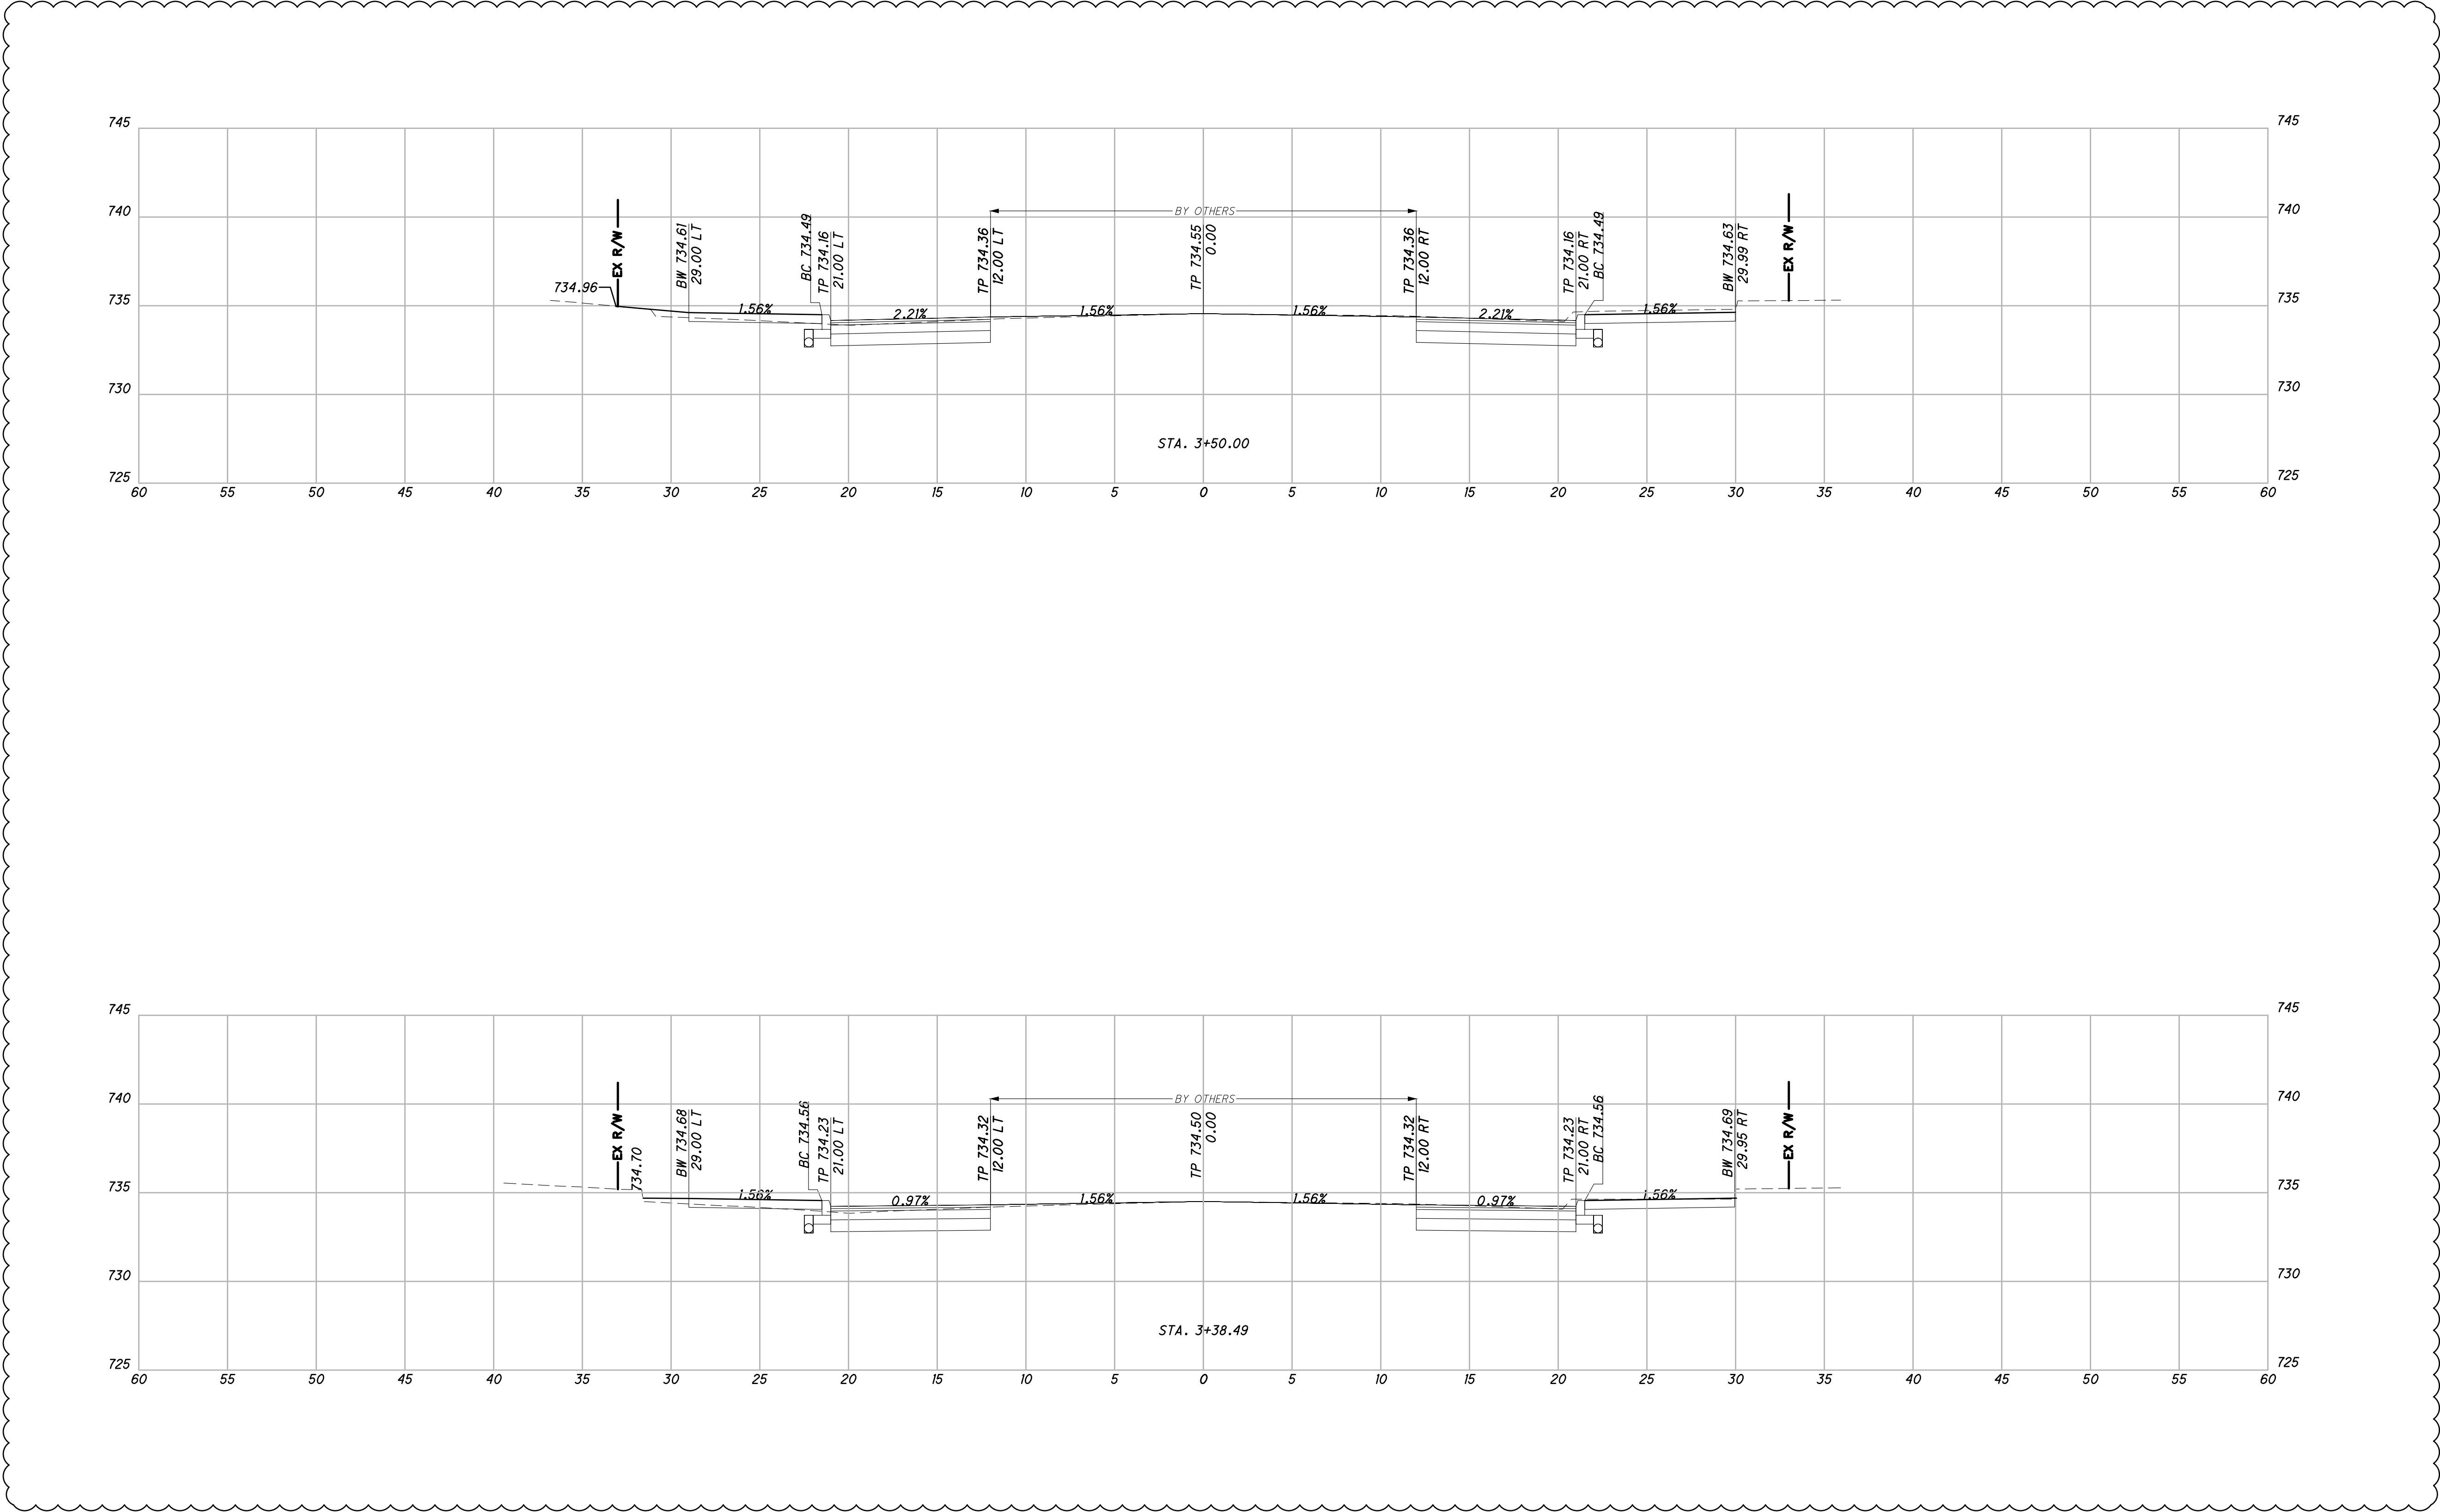 745
745
740
740
735
735
730
730
725
725
BY OTHERS
EX R/W
734.96
BW 734.61
29.00 LT
BC 734.49
TP 734.16
21.00 LT
TP 734.36
12.00 LT
TP 734.55
0.00
TP 734.36
12.00 RT
TP 734.16
21.00 RT
BC 734.49
BW 734.63
29.99 RT
EX R/W
1.56%
2.21%
1.56%
1.56%
2.21%
1.56%
STA. 3+50.00
60 55 50 45 40 35 30 25 20 15 10 5 0 5 10 15 20 25 30 35 40 45 50 55 60
745
745
740
740
735
735
730
730
725
725
BY OTHERS
EX R/W
734.70
BW 734.68
29.00 LT
BC 734.56
TP 734.23
21.00 LT
TP 734.32
12.00 LT
TP 734.50
0.00
TP 734.32
12.00 RT
TP 734.23
21.00 RT
BC 734.56
BW 734.69
29.95 RT
EX R/W
1.56%
0.97%
1.56%
1.56%
0.97%
1.56%
STA. 3+38.49
60 55 50 45 40 35 30 25 20 15 10 5 0 5 10 15 20 25 30 35 40 45 50 55 60